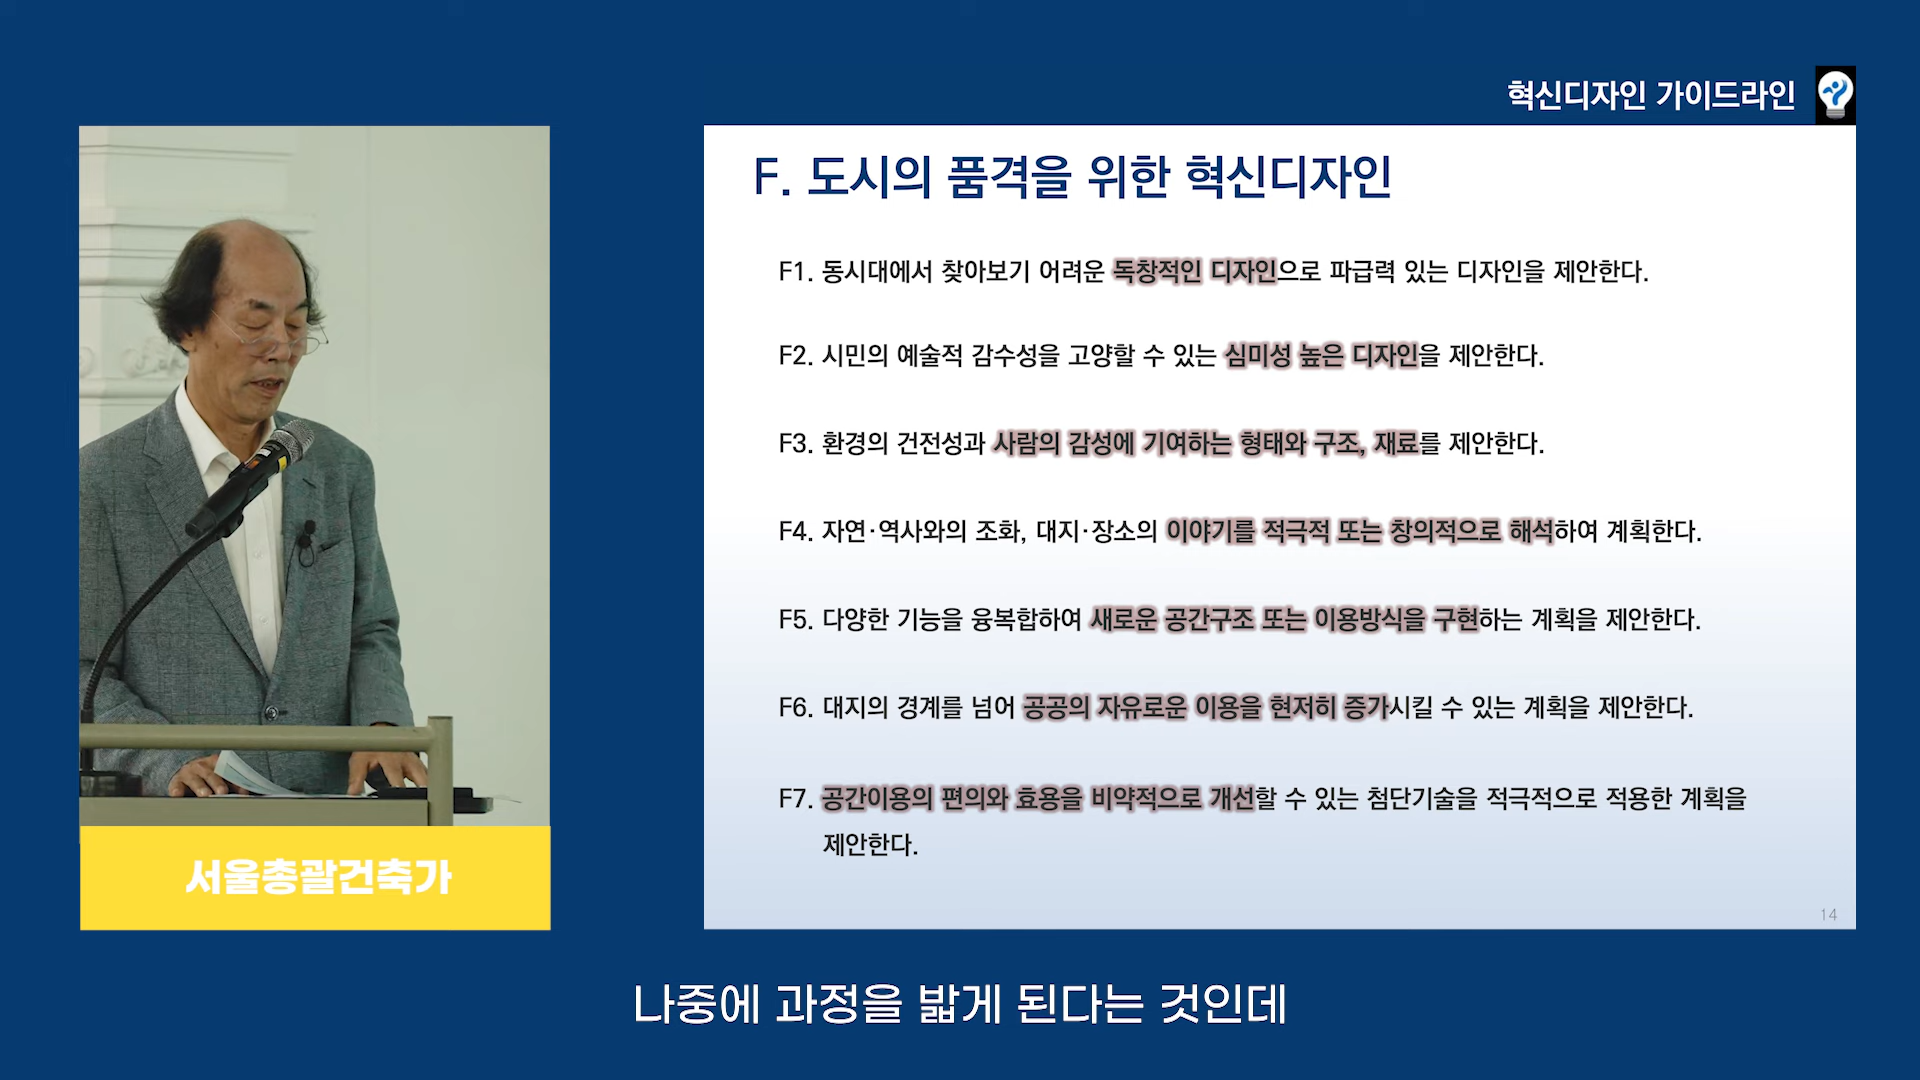 혁신디자인 가이드라인
F. 도시의 품격을 위한 혁신디자인
F1. 동시대에서 찾아보기 어려운 독창적인 디자인으로 파급력 있는 디자인을 제안한다.
F2. 시민의 예술적 감수성을 고양할 수 있는 심미성 높은 디자인을 제안한다.
F3. 환경의 건전성과 사람의 감성에 기여하는 형태와 구조, 재료를 제안한다.
F4. 자연·역사와의 조화, 대지·장소의 이야기를 적극적 또는 창의적으로 해석하여 계획한다.
F5. 다양한 기능을 융복합하여 새로운 공간구조 또는 이용방식을 구현하는 계획을 제안한다.
F6. 대지의 경계를 넘어 공공의 자유로운 이용을 현저히 증가시킬 수 있는 계획을 제안한다.
F7. 공간이용의 편의와 효용을 비약적으로 개선할 수 있는 첨단기술을 적극적으로 적용한 계획을
제안한다.
14
서울총괄건축가
나중에 과정을 밟게 된다는 것인데